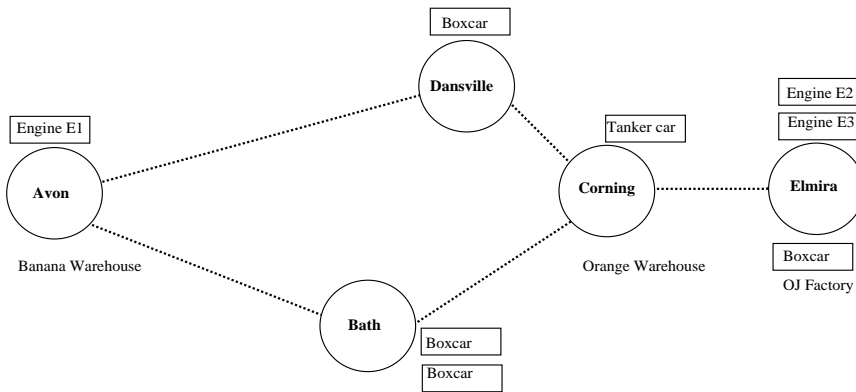 Boxcar
Dansville
Engine E2
Engine E3
Engine E1
Tanker car
Avon
Corning
Elmira
Banana Warehouse
Orange Warehouse
Boxcar
OJ Factory
Bath
Boxcar
Boxcar